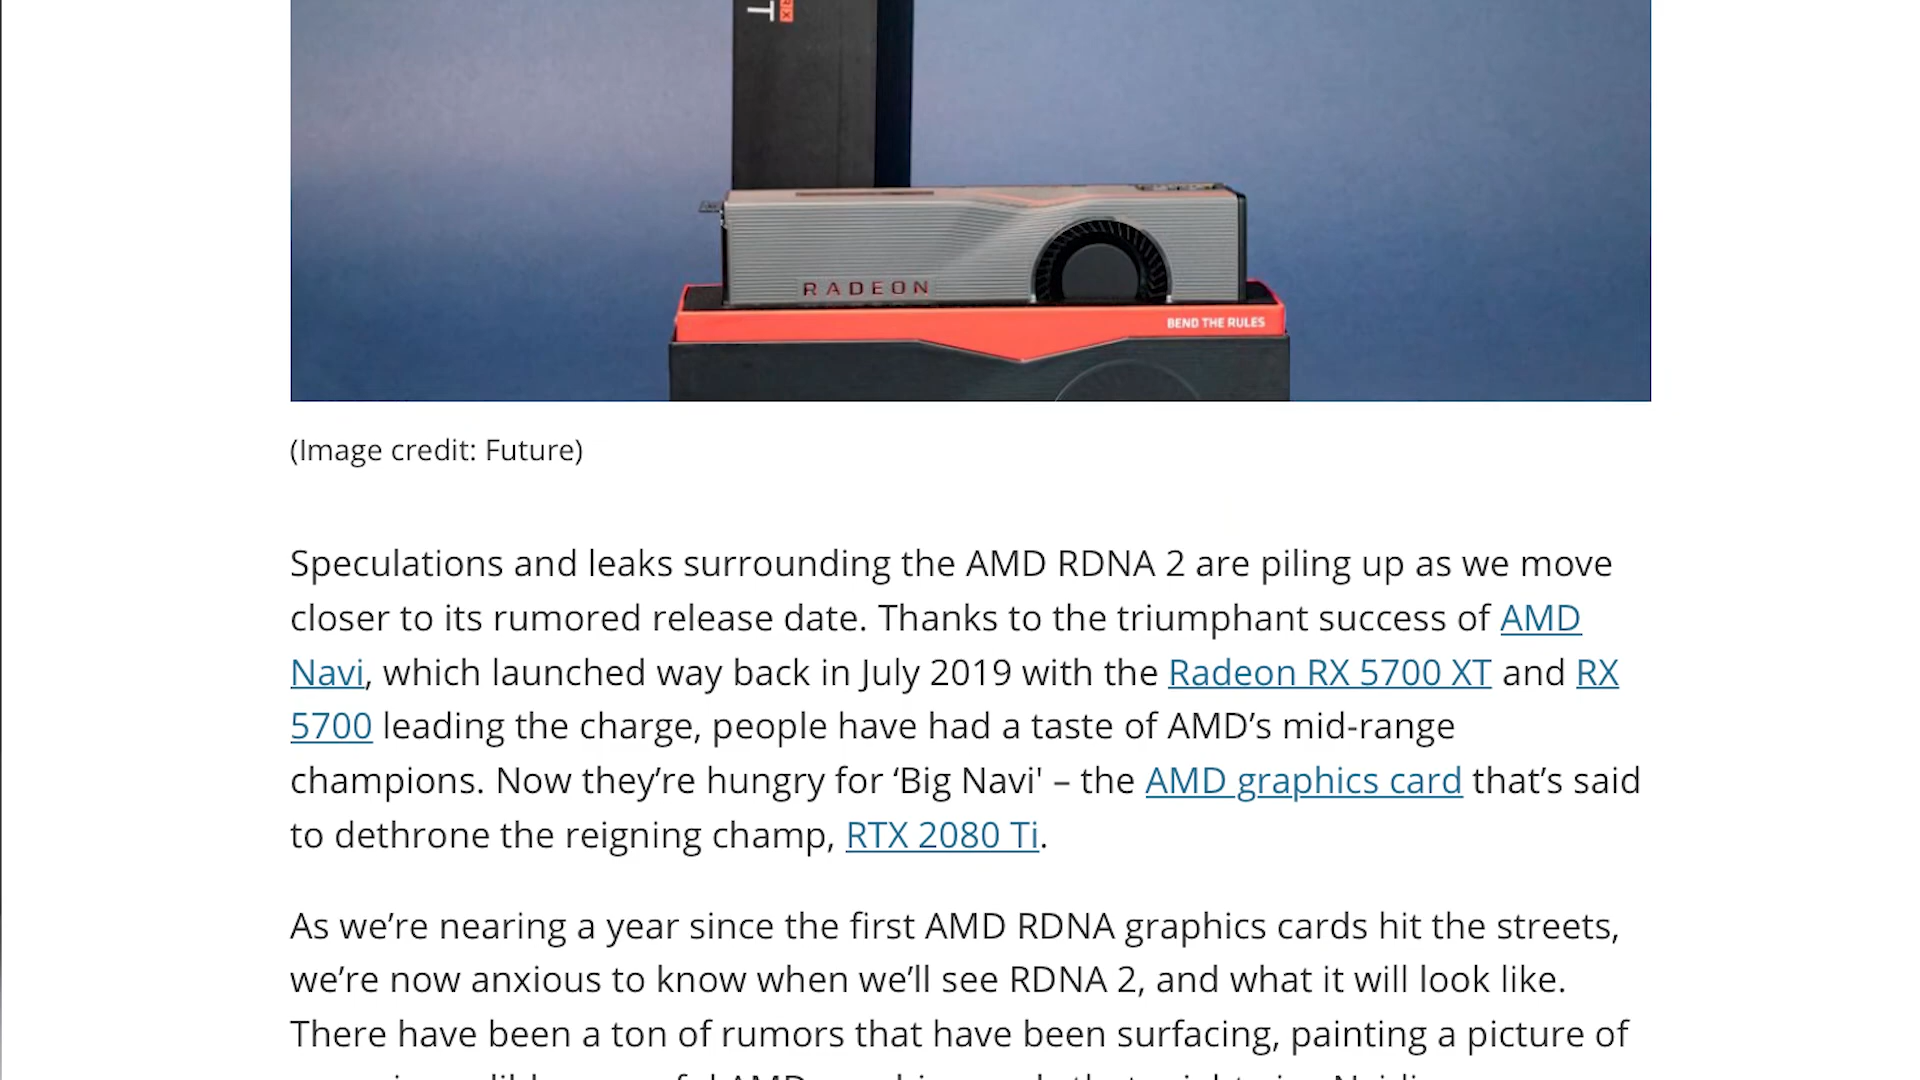 RX
T
RADEON
BEND THE RULES
(Image credit: Future)
Speculations and leaks surrounding the AMD RDNA 2 are piling up as we move
closer to its rumored release date. Thanks to the triumphant success of AMD
Navi, which launched way back in July 2019 with the Radeon RX 5700 XT and RX
5700 leading the charge, people have had a taste of AMD’s mid-range
champions. Now they’re hungry for ‘Big Navi' – the AMD graphics card that’s said
to dethrone the reigning champ, RTX 2080 Ti.
As we’re nearing a year since the first AMD RDNA graphics cards hit the streets,
we’re now anxious to know when we’ll see RDNA 2, and what it will look like.
There have been a ton of rumors that have been surfacing, painting a picture of